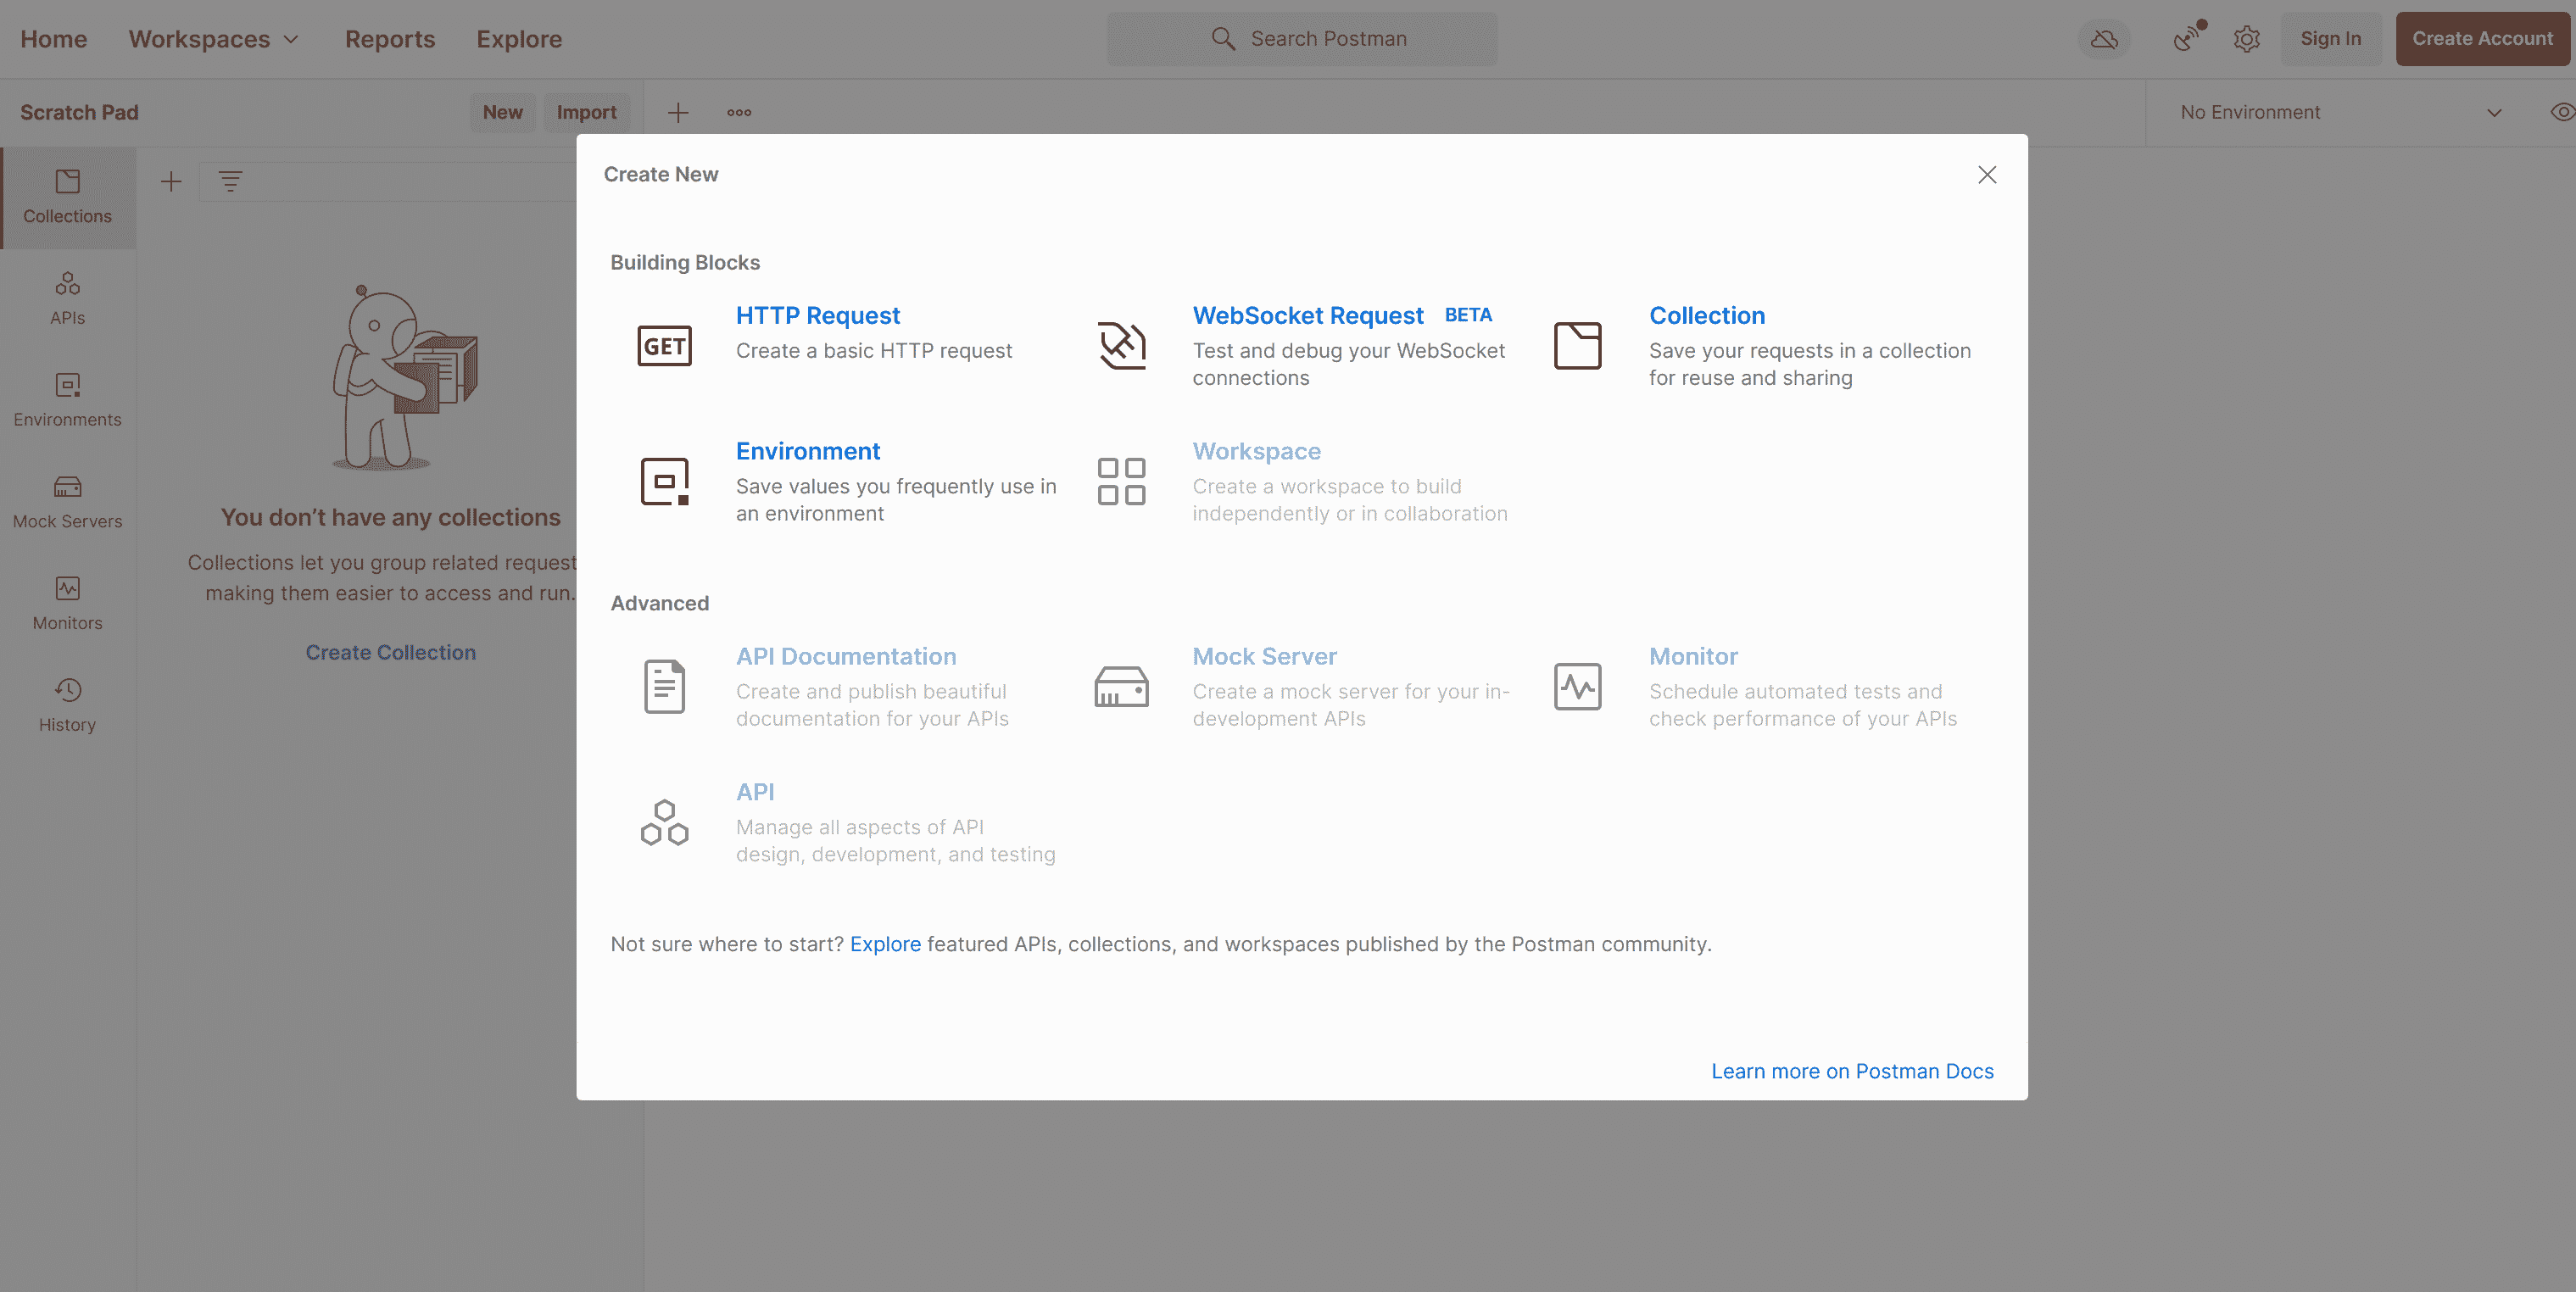 Home Workspaces Reports Explore Search Postman Sign In Create Account
Scratch Pad New Import No Environment
Collections
APIs
Environments
Mock Servers
Monitors
History
You don’t have any collections
Collections let you group related request
making them easier to access and run.
Create Collection
Create New
Building Blocks
GET
HTTP Request
Create a basic HTTP request
WebSocket Request BETA
Test and debug your WebSocket
connections
Collection
Save your requests in a collection
for reuse and sharing
Environment
Save values you frequently use in
an environment
Workspace
Create a workspace to build
independently or in collaboration
Advanced
API Documentation
Create and publish beautiful
documentation for your APIs
Mock Server
Create a mock server for your in-
development APIs
Monitor
Schedule automated tests and
check performance of your APIs
API
Manage all aspects of API
design, development, and testing
Not sure where to start? Explore featured APIs, collections, and workspaces published by the Postman community.
Learn more on Postman Docs